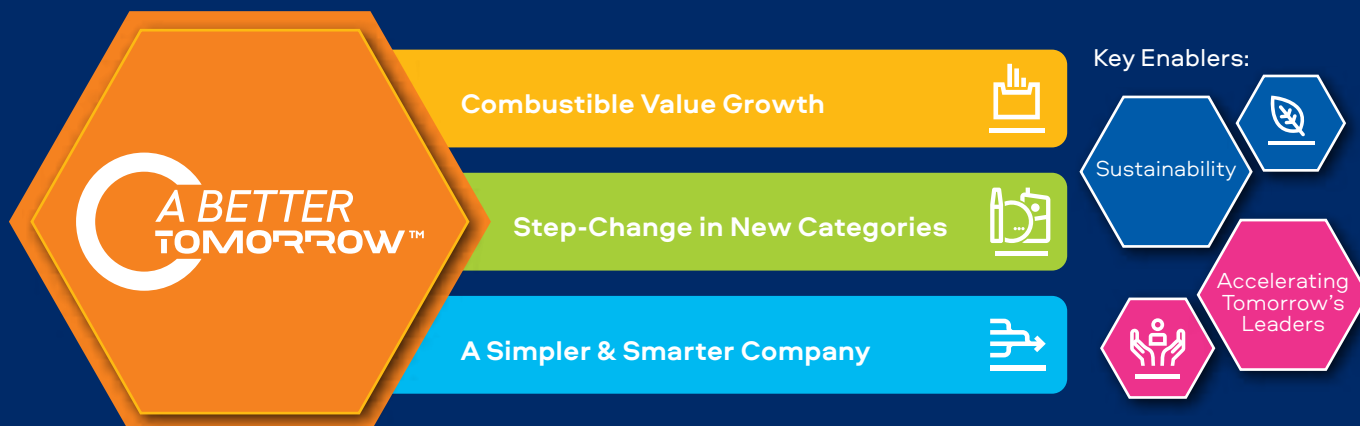 A BETTER
TOMORROW™
Combustible Value Growth
Step-Change in New Categories
A Simpler & Smarter Company
Key Enablers:
Sustainability
Accelerating
Tomorrow's
Leaders